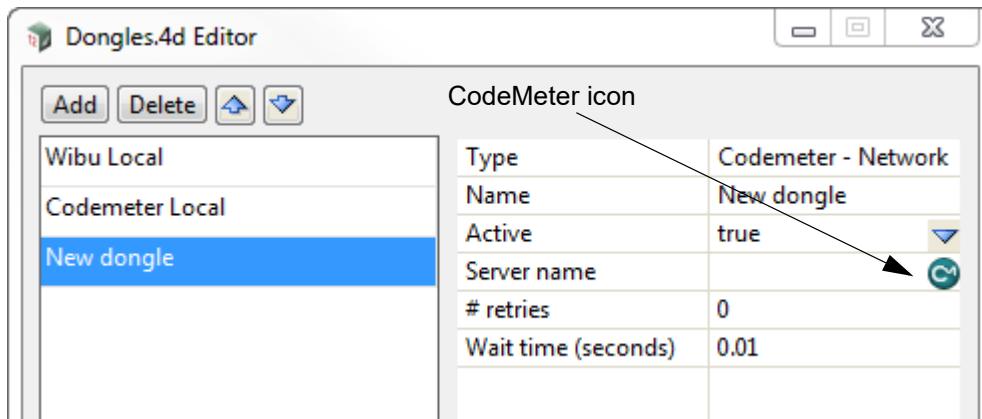 Dongles.4d Editor
Add Delete
CodeMeter icon
Wibu Local
Codemeter Local
New dongle
Type Codemeter - Network
Name New dongle
Active true
Server name
# retries 0
Wait time (seconds) 0.01